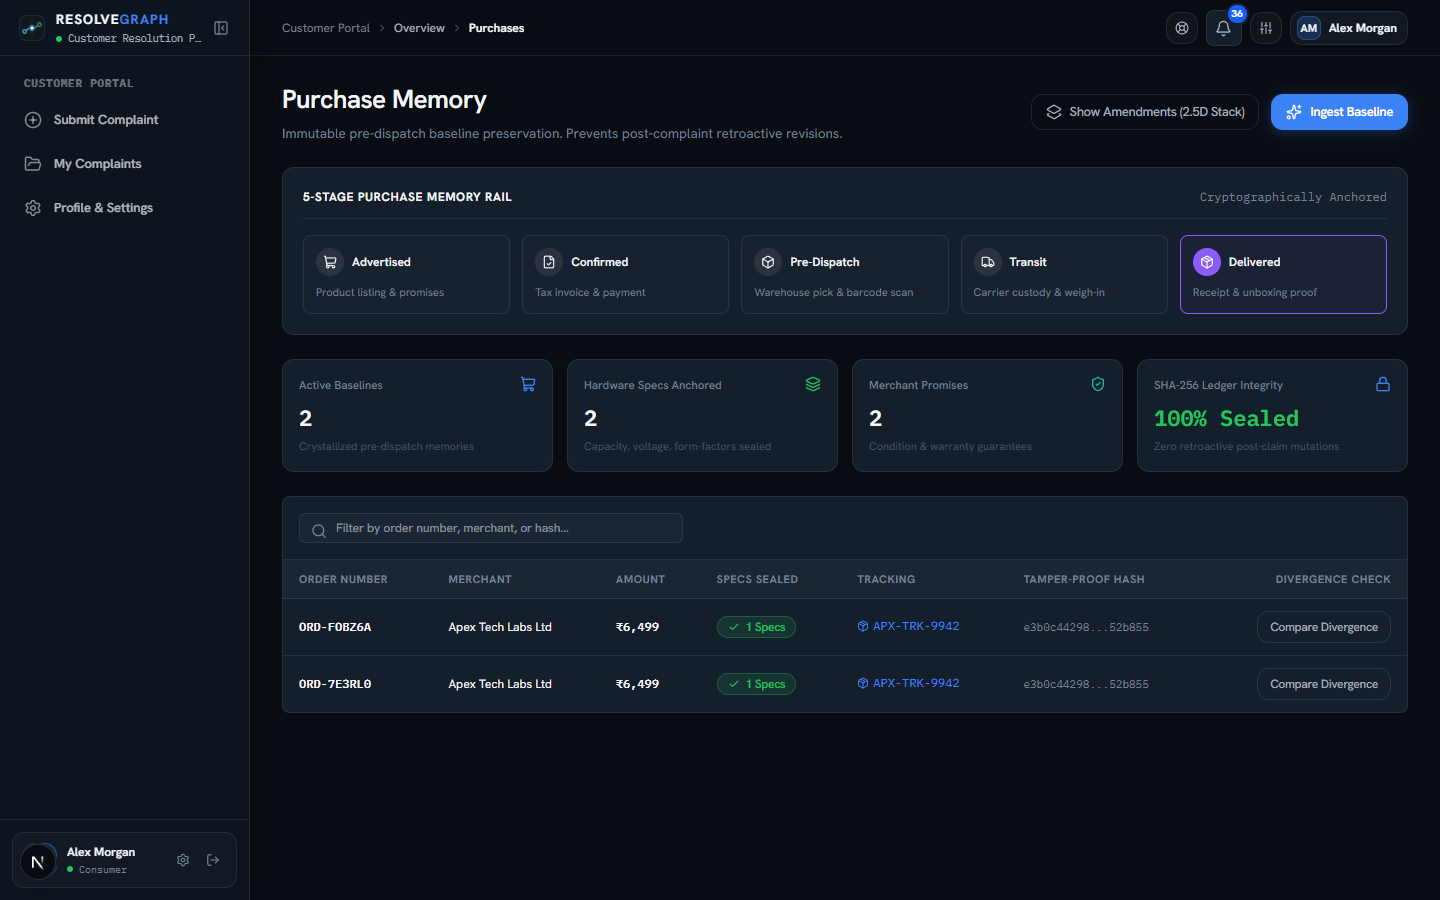 RESOLVEGRAPH
Customer Resolution P…
Customer Portal > Overview > Purchases
36
AM Alex Morgan
CUSTOMER PORTAL
Submit Complaint
My Complaints
Profile & Settings
Purchase Memory
Immutable pre-dispatch baseline preservation. Prevents post-complaint retroactive revisions.
Show Amendments (2.5D Stack)
Ingest Baseline
5-STAGE PURCHASE MEMORY RAIL
Cryptographically Anchored
Advertised
Product listing & promises
Confirmed
Tax invoice & payment
Pre-Dispatch
Warehouse pick & barcode scan
Transit
Carrier custody & weigh-in
Delivered
Receipt & unboxing proof
Active Baselines
2
Crystallized pre-dispatch memories
Hardware Specs Anchored
2
Capacity, voltage, form-factors sealed
Merchant Promises
2
Condition & warranty guarantees
SHA-256 Ledger Integrity
100% Sealed
Zero retroactive post-claim mutations
Filter by order number, merchant, or hash...
ORDER NUMBER MERCHANT AMOUNT SPECS SEALED TRACKING TAMPER-PROOF HASH DIVERGENCE CHECK
ORD-FOBZ6A Apex Tech Labs Ltd ₹6,499 1 Specs APX-TRK-9942 e3b0c44298...52b855 Compare Divergence
ORD-7E3RL0 Apex Tech Labs Ltd ₹6,499 1 Specs APX-TRK-9942 e3b0c44298...52b855 Compare Divergence
N
Alex Morgan
Consumer